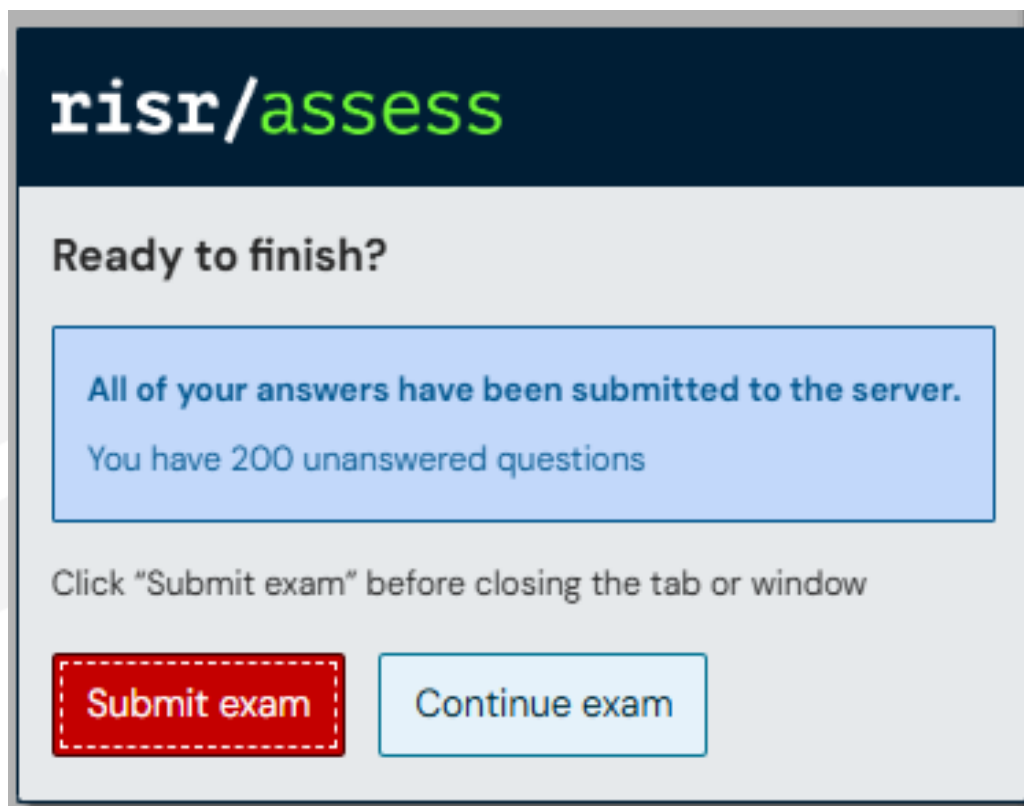 risr/assess
Ready to finish?
All of your answers have been submitted to the server.
You have 200 unanswered questions
Click “Submit exam” before closing the tab or window
Submit exam
Continue exam